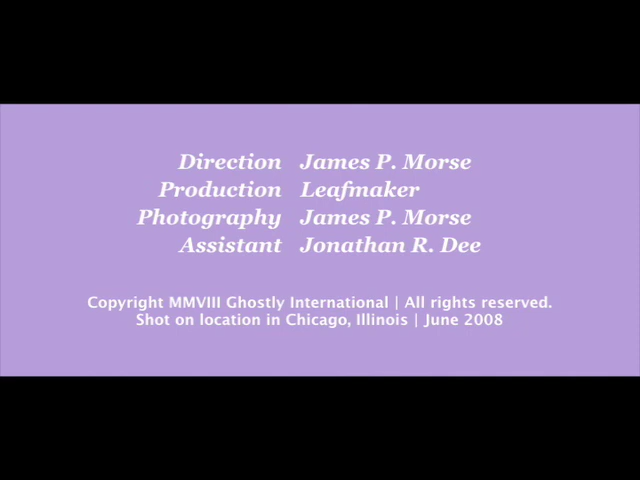 Direction James P. Morse
Production Leafmaker
Photography James P. Morse
Assistant Jonathan R. Dee
Copyright MMVIII Ghostly International | All rights reserved.
Shot on location in Chicago, Illinois | June 2008